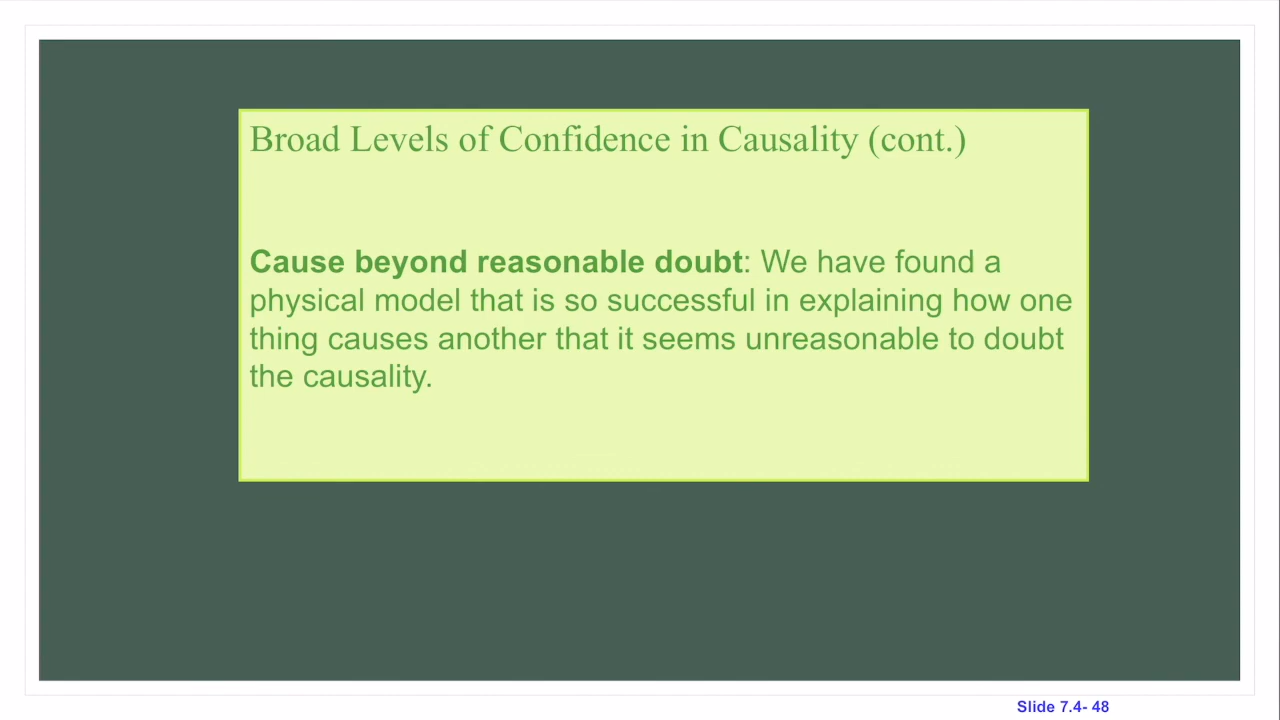 Broad Levels of Confidence in Causality (cont.)
Cause beyond reasonable doubt: We have found a
physical model that is so successful in explaining how one
thing causes another that it seems unreasonable to doubt
the causality.
Slide 7.4- 48